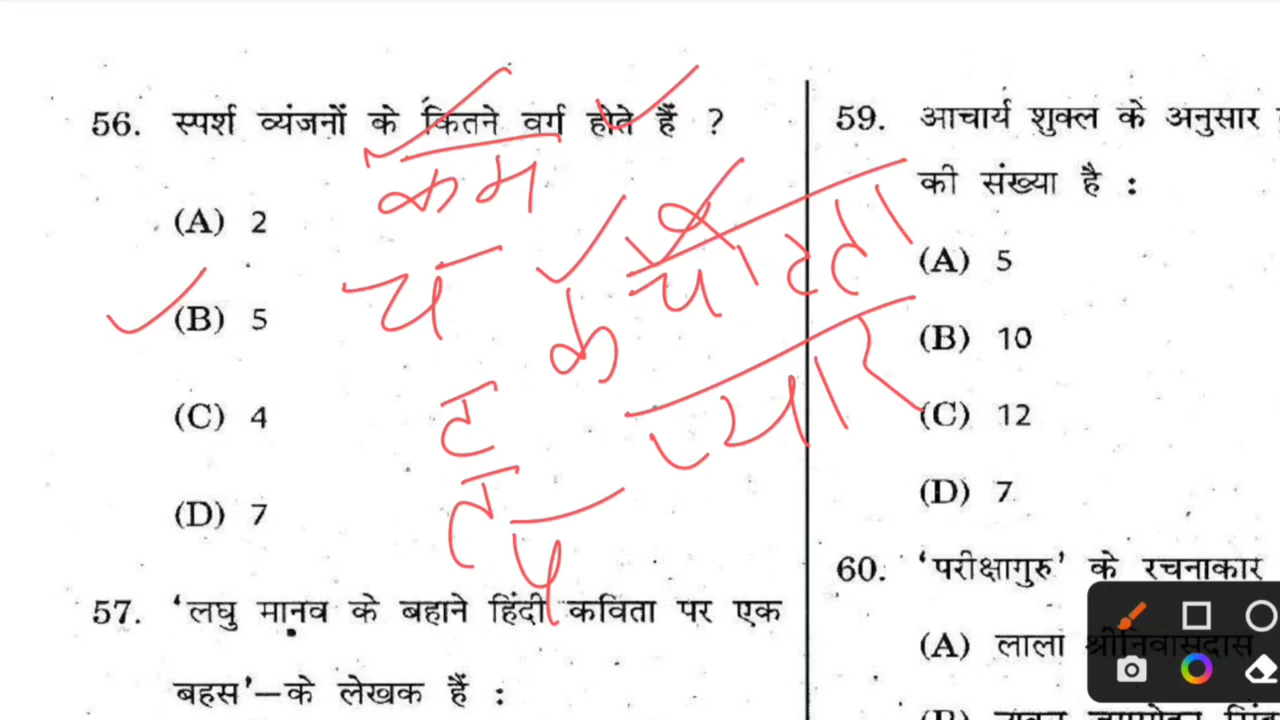 56. स्पर्श व्यंजनों के कितने वर्ग होते हैं ?
(A) 2
(B) 5
(C) 4
(D) 7
57. 'लघु मानव के बहाने हिंदी कविता पर एक
बहस'–के लेखक हैं :
कम
च
के
ट
त
प
प्यार
59. आचार्य शुक्ल के अनुसार
की संख्या है :
(A) 5
(B) 10
(C) 12
(D) 7
60. 'परीक्षागुरु' के रचनाकार
(A) लाला श्रीनिवासदास